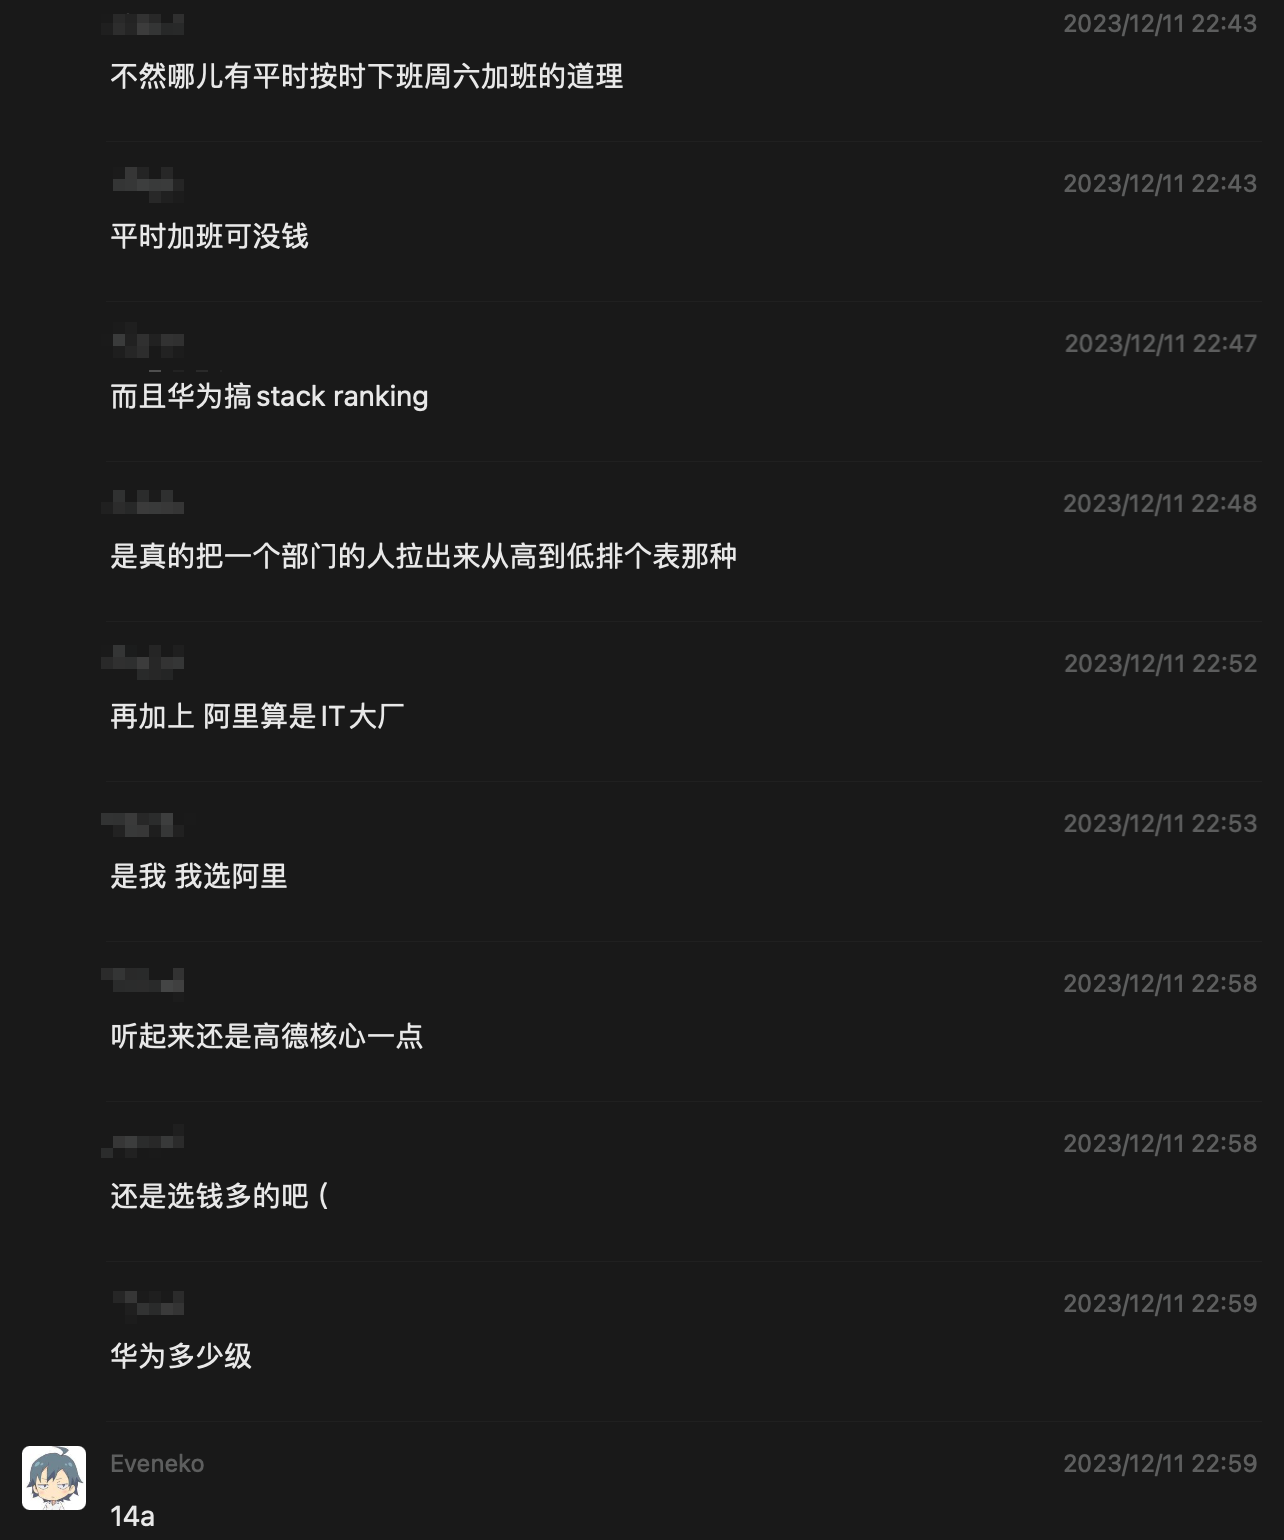 2023/12/11 22:43
不然哪儿有平时按时下班周六加班的道理
2023/12/11 22:43
平时加班可没钱
2023/12/11 22:47
而且华为搞stack ranking
2023/12/11 22:48
是真的把一个部门的人拉出来从高到低排个表那种
2023/12/11 22:52
再加上 阿里算是IT大厂
2023/12/11 22:53
是我 我选阿里
2023/12/11 22:58
听起来还是高德核心一点
2023/12/11 22:58
还是选钱多的吧（
2023/12/11 22:59
华为多少级
Eveneko 2023/12/11 22:59
14a